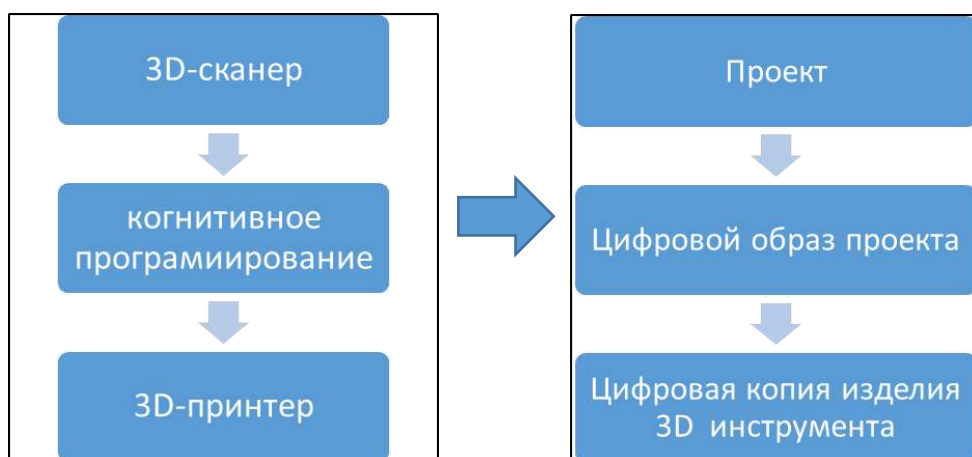 3D-сканер
когнитивное
програмиирование
3D-принтер
Проект
Цифровой образ проекта
Цифровая копия изделия
3D инструмента